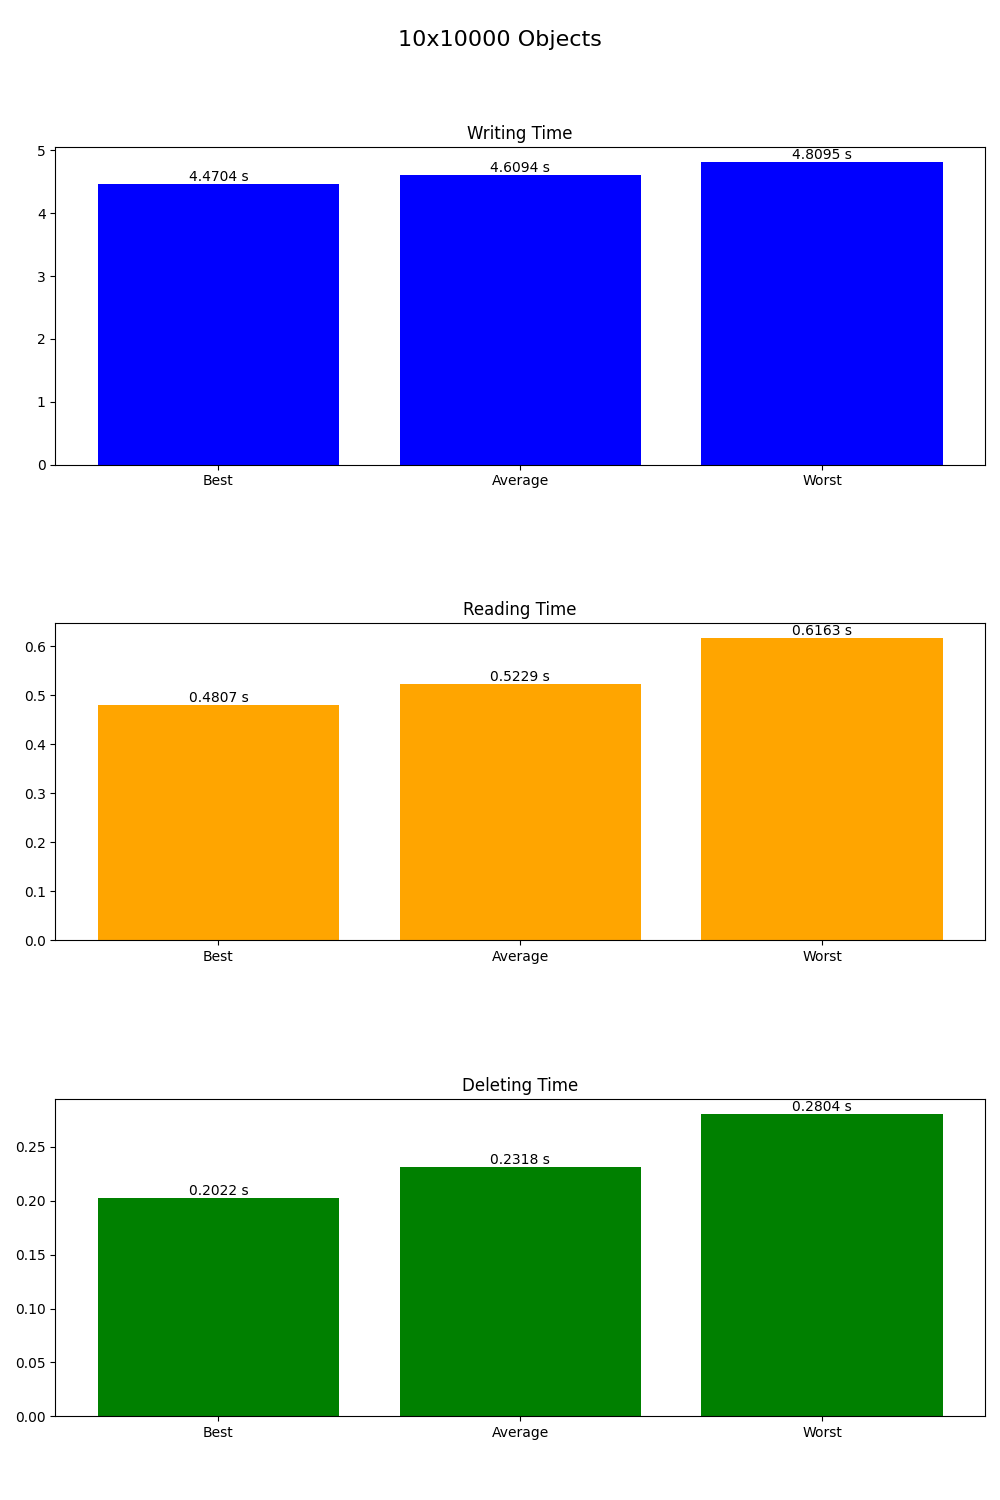 10x10000 Objects
Writing Time
5
4.8095 s
4.6094 s
4.4704 s
4
3
2
1
0
Best Average Worst
Reading Time
0.6163 s
0.6
0.5229 s
0.5
0.4807 s
0.4
0.3
0.2
0.1
0.0
Best Average Worst
Deleting Time
0.2804 s
0.25
0.2318 s
0.20
0.2022 s
0.15
0.10
0.05
0.00
Best Average Worst